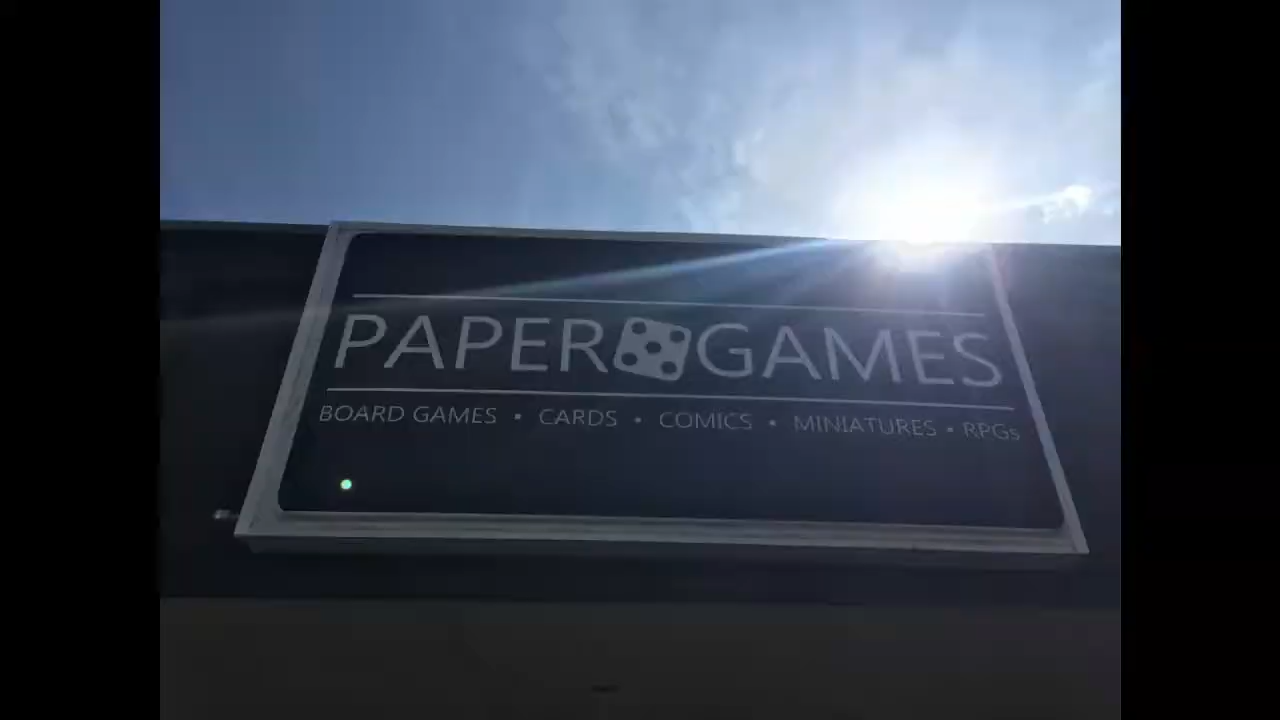 PAPER GAMES
BOARD GAMES • CARDS • COMICS • MINIATURES • RPGs